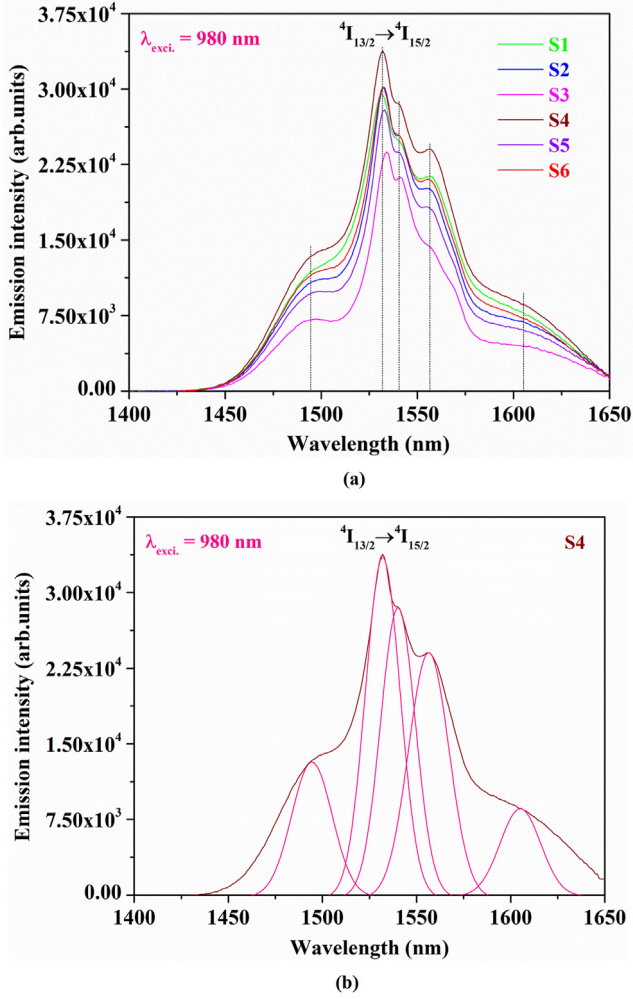 3.75x10⁴
λexci. = 980 nm
⁴I13/2→⁴I15/2
S1
S2
S3
S4
S5
S6
2.25x10⁴
1.50x10⁴
7.50x10³
0.00
Emission intensity (arb.units)
1400 1450 1500 1550 1600 1650
Wavelength (nm)
(a)
3.75x10⁴
λexci. = 980 nm
⁴I13/2→⁴I15/2
S4
3.00x10⁴
2.25x10⁴
1.50x10⁴
7.50x10³
0.00
Emission intensity (arb.units)
1400 1450 1500 1550 1600 1650
Wavelength (nm)
(b)